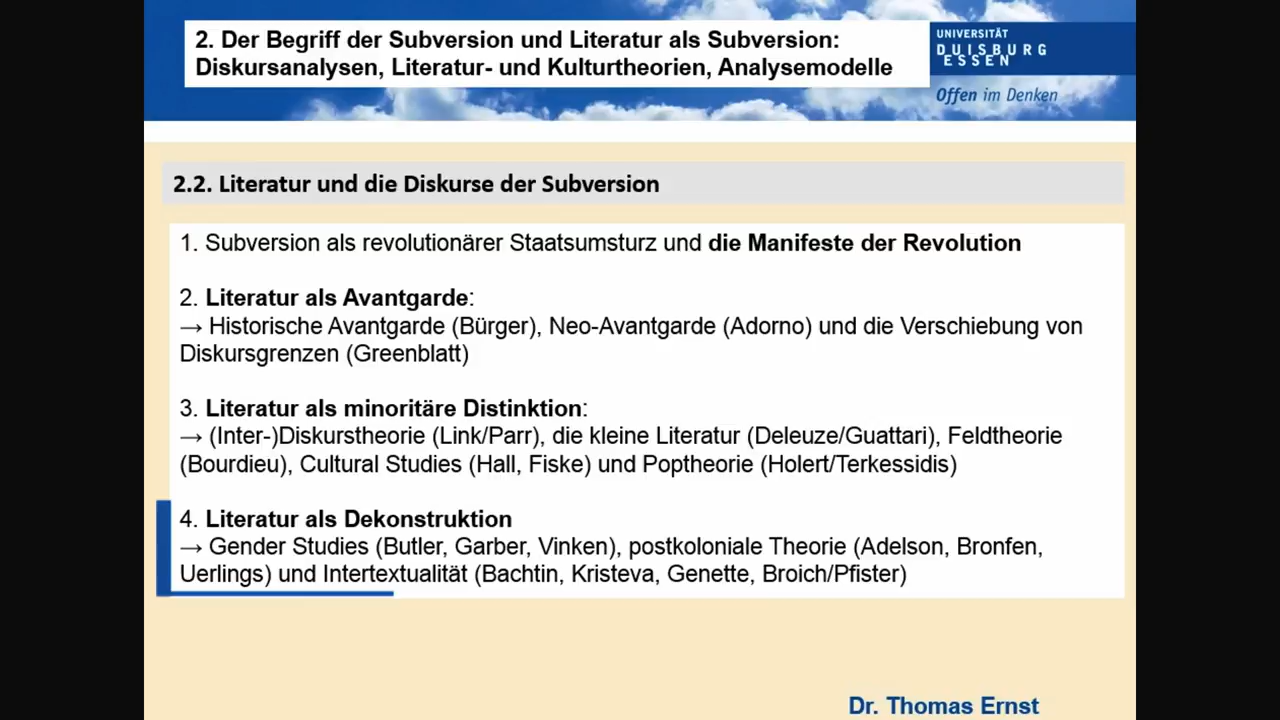 2. Der Begriff der Subversion und Literatur als Subversion:
Diskursanalysen, Literatur- und Kulturtheorien, Analysemodelle
UNIVERSITÄT
DUISBURG
ESSEN
Offen im Denken
2.2. Literatur und die Diskurse der Subversion
1. Subversion als revolutionärer Staatsumsturz und die Manifeste der Revolution
2. Literatur als Avantgarde:
→ Historische Avantgarde (Bürger), Neo-Avantgarde (Adorno) und die Verschiebung von
Diskursgrenzen (Greenblatt)
3. Literatur als minoritäre Distinktion:
→ (Inter-)Diskurstheorie (Link/Parr), die kleine Literatur (Deleuze/Guattari), Feldtheorie
(Bourdieu), Cultural Studies (Hall, Fiske) und Poptheorie (Holert/Terkessidis)
4. Literatur als Dekonstruktion
→ Gender Studies (Butler, Garber, Vinken), postkoloniale Theorie (Adelson, Bronfen,
Uerlings) und Intertextualität (Bachtin, Kristeva, Genette, Broich/Pfister)
Dr. Thomas Ernst